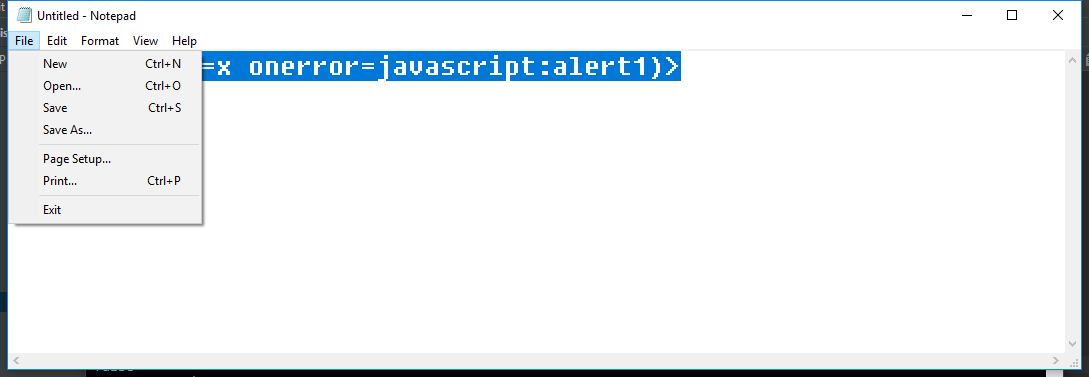 Untitled - Notepad
File Edit Format View Help
=x onerror=javascript:alert1)>
New Ctrl+N
Open... Ctrl+O
Save Ctrl+S
Save As...
Page Setup...
Print... Ctrl+P
Exit